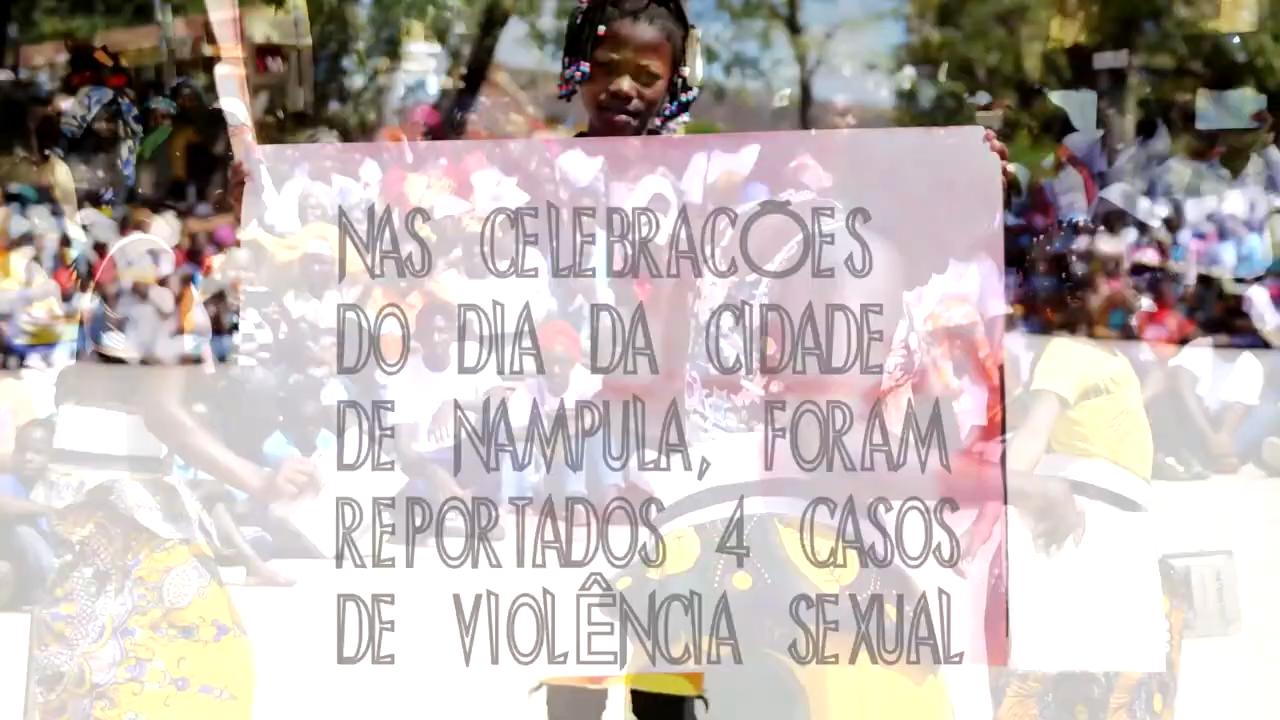 NAS CELEBRACÕES
DO DIA DA CIDADE
DE NAMPULA, FORAM
REPORTADOS 4 CASOS
DE VIOLÊNCIA SEXUAL